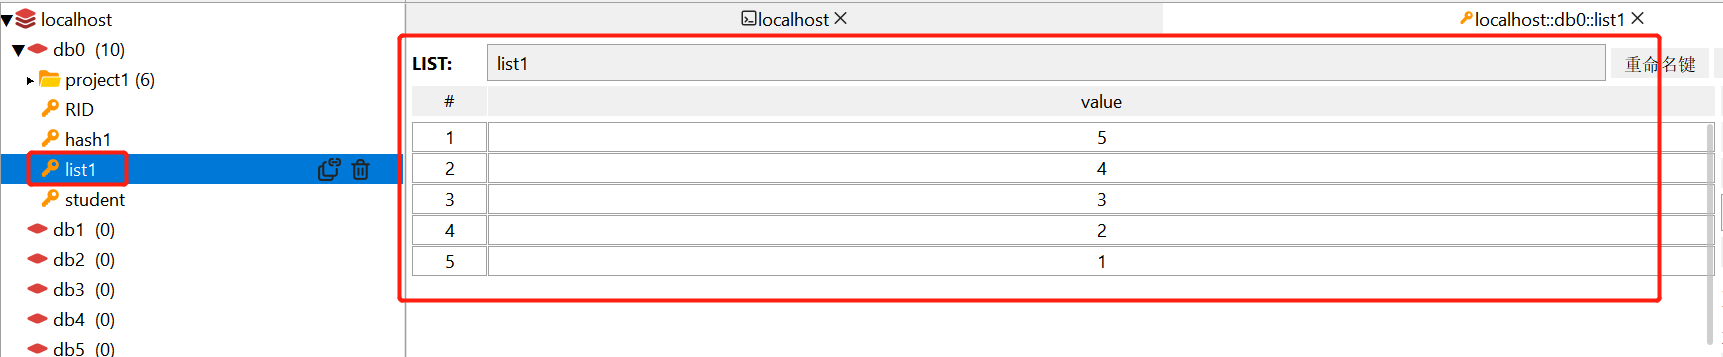 localhost
db0 (10)
project1 (6)
RID
hash1
list1
student
db1 (0)
db2 (0)
db3 (0)
db4 (0)
db5 (0)
localhost
localhost::db0::list1
LIST: list1 重命名键
# value
1 5
2 4
3 3
4 2
5 1